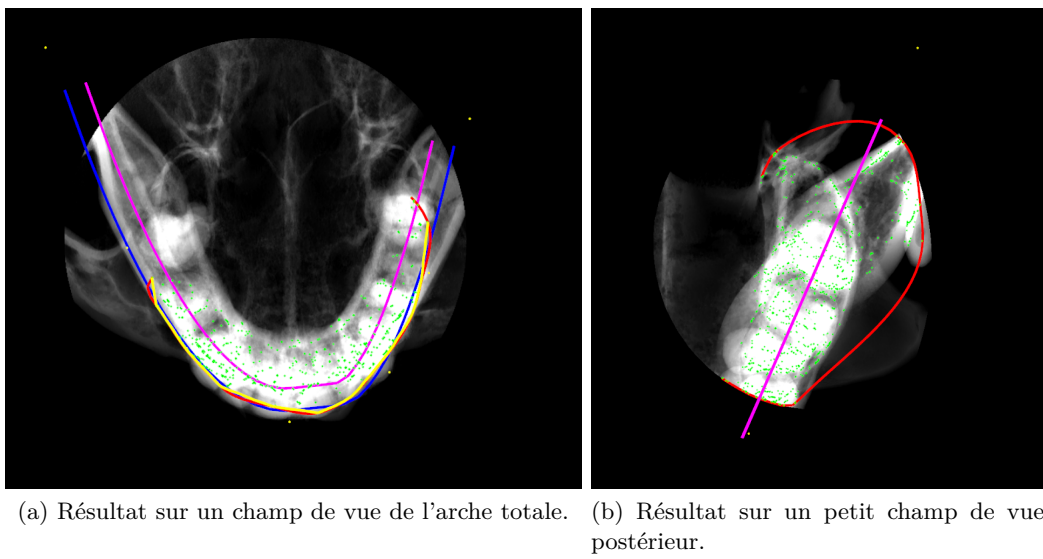 (a) Résultat sur un champ de vue de l'arche totale.
(b) Résultat sur un petit champ de vue
postérieur.